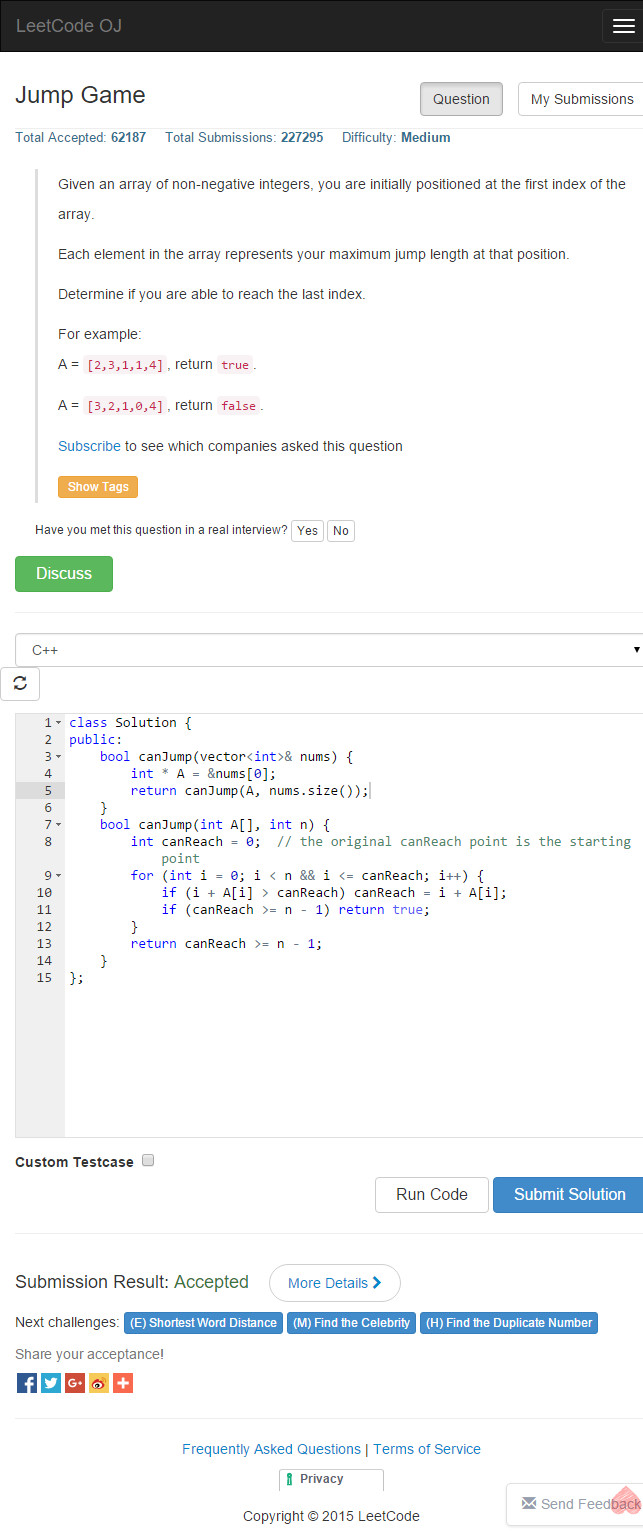 LeetCode OJ
Jump Game
Question
My Submissions
Total Accepted: 62187 Total Submissions: 227295 Difficulty: Medium
Given an array of non-negative integers, you are initially positioned at the first index of the
array.
Each element in the array represents your maximum jump length at that position.
Determine if you are able to reach the last index.
For example:
A = [2,3,1,1,4], return true.
A = [3,2,1,0,4], return false.
Subscribe to see which companies asked this question
Show Tags
Have you met this question in a real interview? Yes No
Discuss
C++
1 class Solution {
2 public:
3     bool canJump(vector<int>& nums) {
4         int * A = &nums[0];
5         return canJump(A, nums.size());
6     }
7     bool canJump(int A[], int n) {
8         int canReach = 0;  // the original canReach point is the starting
point
9         for (int i = 0; i < n && i <= canReach; i++) {
10             if (i + A[i] > canReach) canReach = i + A[i];
11             if (canReach >= n - 1) return true;
12         }
13         return canReach >= n - 1;
14     }
15 };
Custom Testcase
Run Code
Submit Solution
Submission Result: Accepted
More Details
Next challenges: (E) Shortest Word Distance (M) Find the Celebrity (H) Find the Duplicate Number
Share your acceptance!
Frequently Asked Questions | Terms of Service
Privacy
Send Feedback
Copyright © 2015 LeetCode